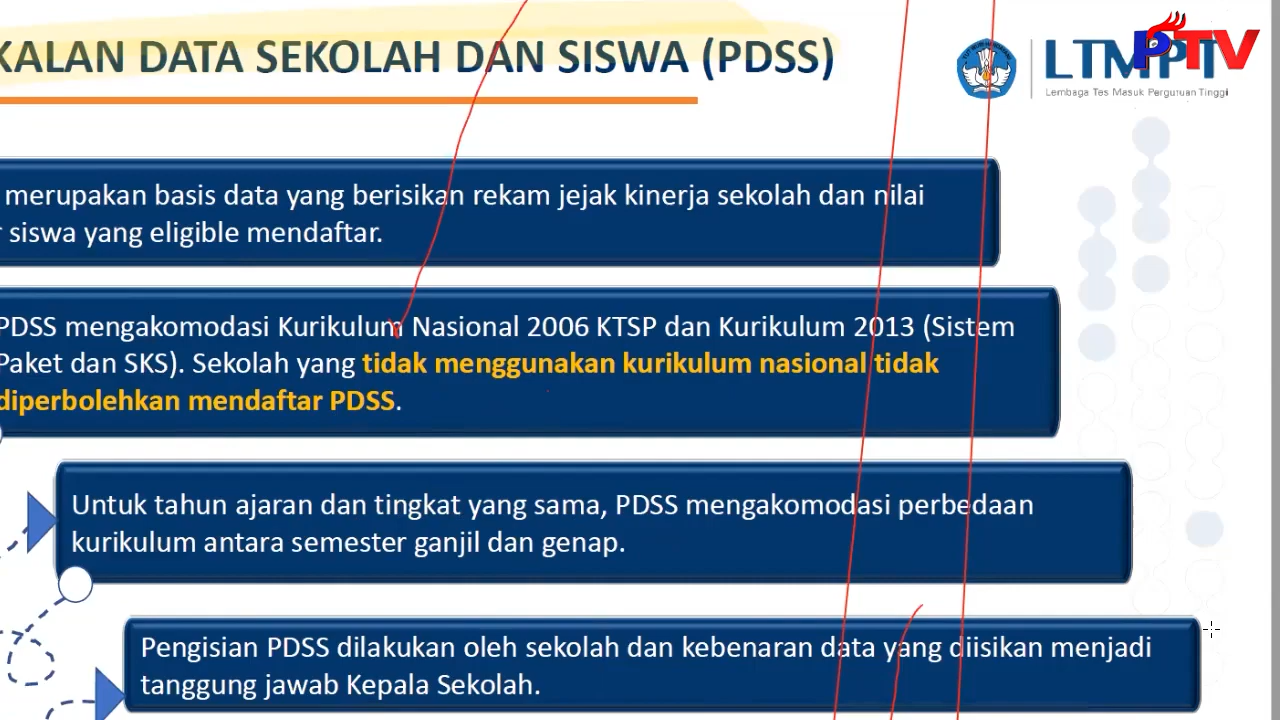 KALAN DATA SEKOLAH DAN SISWA (PDSS)
LTMPT
PTV
Lembaga Tes Masuk Perguruan Tinggi
merupakan basis data yang berisikan rekam jejak kinerja sekolah dan nilai
r siswa yang eligible mendaftar.
PDSS mengakomodasi Kurikulum Nasional 2006 KTSP dan Kurikulum 2013 (Sistem
Paket dan SKS). Sekolah yang tidak menggunakan kurikulum nasional tidak
diperbolehkan mendaftar PDSS.
Untuk tahun ajaran dan tingkat yang sama, PDSS mengakomodasi perbedaan
kurikulum antara semester ganjil dan genap.
Pengisian PDSS dilakukan oleh sekolah dan kebenaran data yang diisikan menjadi
tanggung jawab Kepala Sekolah.